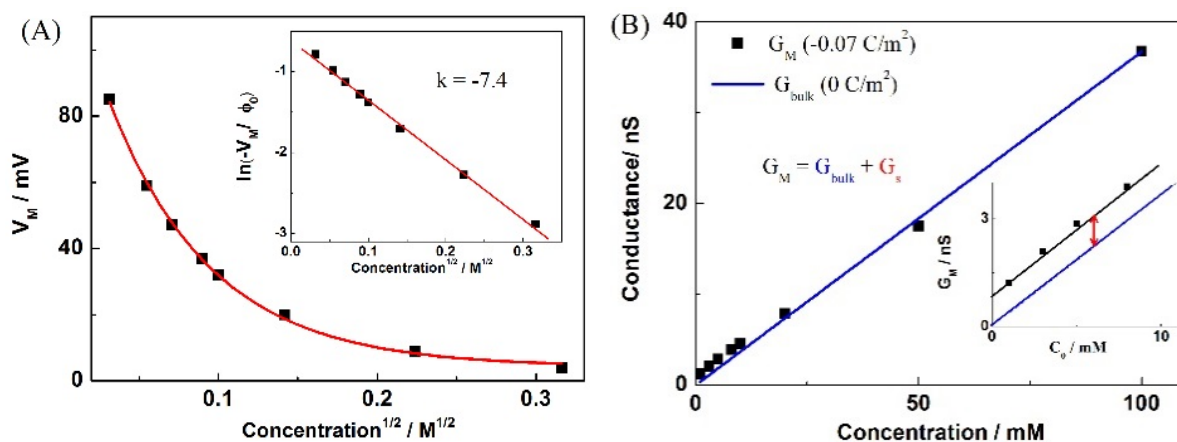 (A)
V_M / mV
80
40
0
0.1
0.2
0.3
Concentration^1/2 / M^1/2
ln(-V_M/ ϕ_0)
-1
-2
-3
k = -7.4
0.0
0.1
0.2
0.3
Concentration^1/2 / M^1/2
(B)
Conductance/ nS
40
20
0
0
50
100
Concentration / mM
G_M (-0.07 C/m²)
G_bulk (0 C/m²)
G_M = G_bulk + G_s
G_M / nS
3
0
0
10
C_0 / mM